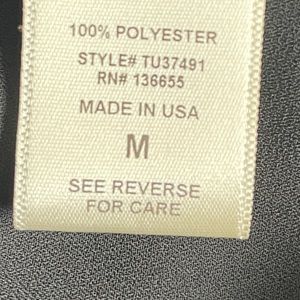 100% POLYESTER
STYLE# TU37491
RN# 136655
MADE IN USA
M
SEE REVERSE
FOR CARE